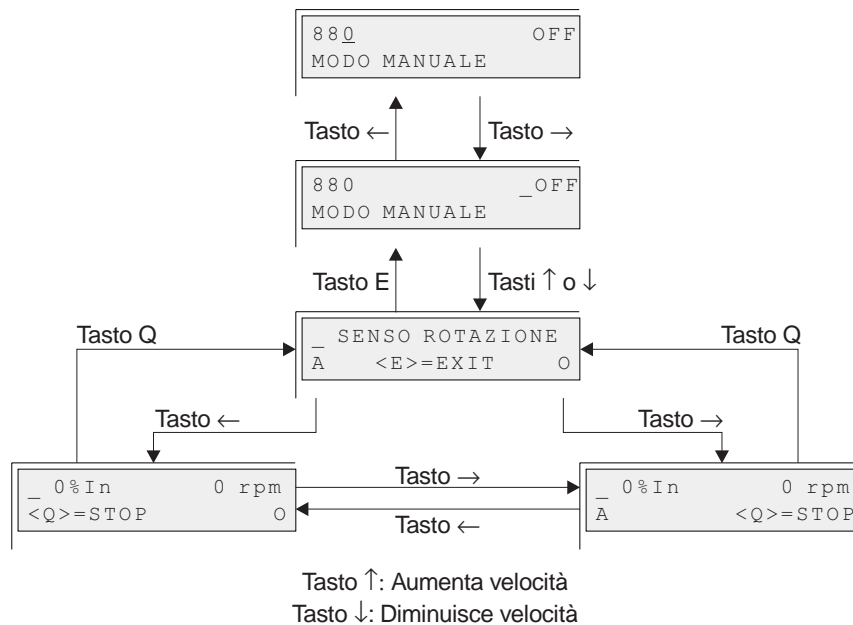 880 OFF
MODO MANUALE
Tasto ← Tasto →
880 _OFF
MODO MANUALE
Tasto E Tasti ↑ o ↓
Tasto Q Tasto Q
_ SENSO ROTAZIONE
A <E>=EXIT O
Tasto ← Tasto →
_ 0%In 0 rpm
<Q>=STOP O
Tasto →
Tasto ←
_ 0%In 0 rpm
A <Q>=STOP
Tasto ↑: Aumenta velocità
Tasto ↓: Diminuisce velocità